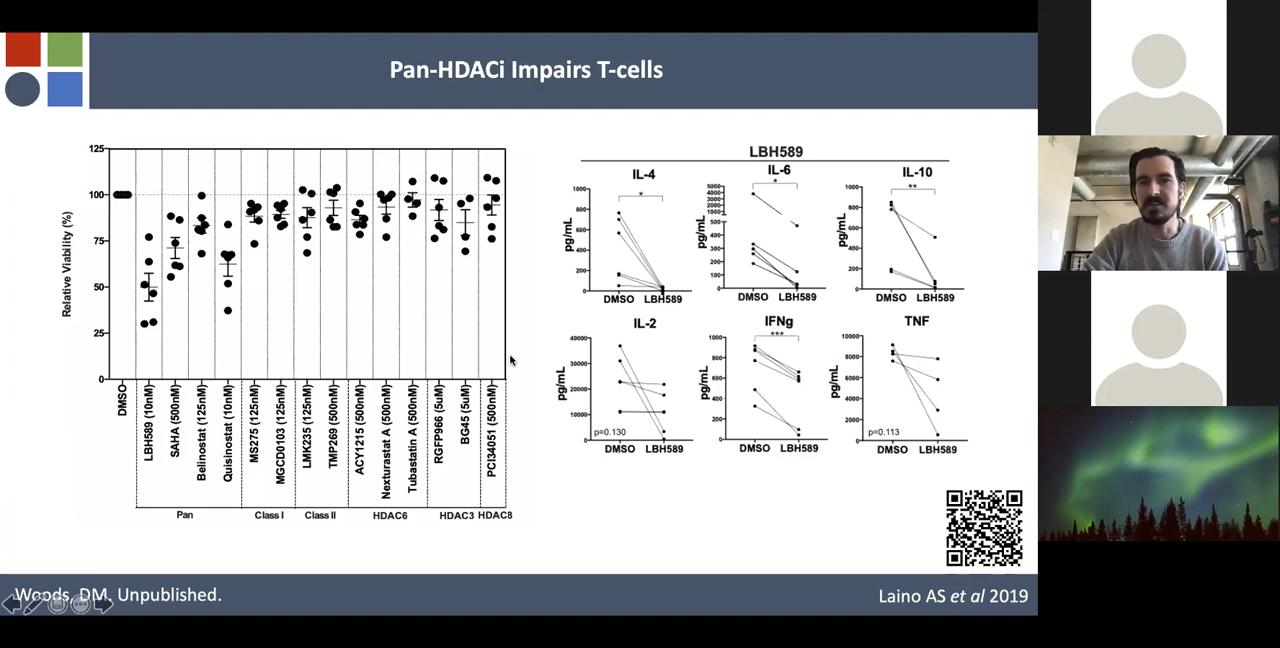 Pan-HDACi Impairs T-cells
125
100
75
50
25
0
Relative Viability (%)
DMSO
LBH589 (10nM)
SAHA (500nM)
Belinostat (125nM)
Quisinostat (10nM)
MS275 (125nM)
MGCD0103 (125nM)
LMK235 (125nM)
TMP269 (500nM)
ACY1215 (500nM)
Nexturastat A (500nM)
Tubastatin A (500nM)
RGFP966 (5uM)
BG45 (5uM)
PCI34051 (500nM)
Pan
Class I
Class II
HDAC6
HDAC3
HDAC8
LBH589
IL-4
1000
800
600
400
200
0
pg/mL
*
DMSO LBH589
IL-6
5000
4000
3000
2000
1000
500
400
300
200
100
0
pg/mL
*
DMSO LBH589
IL-10
1000
800
600
400
200
0
pg/mL
**
DMSO LBH589
IL-2
40000
30000
20000
10000
0
pg/mL
p=0.130
DMSO LBH589
IFNg
1000
800
600
400
200
0
pg/mL
***
DMSO LBH589
TNF
10000
8000
6000
4000
2000
0
pg/mL
p=0.113
DMSO LBH589
Woods, DM. Unpublished.
Laino AS et al 2019